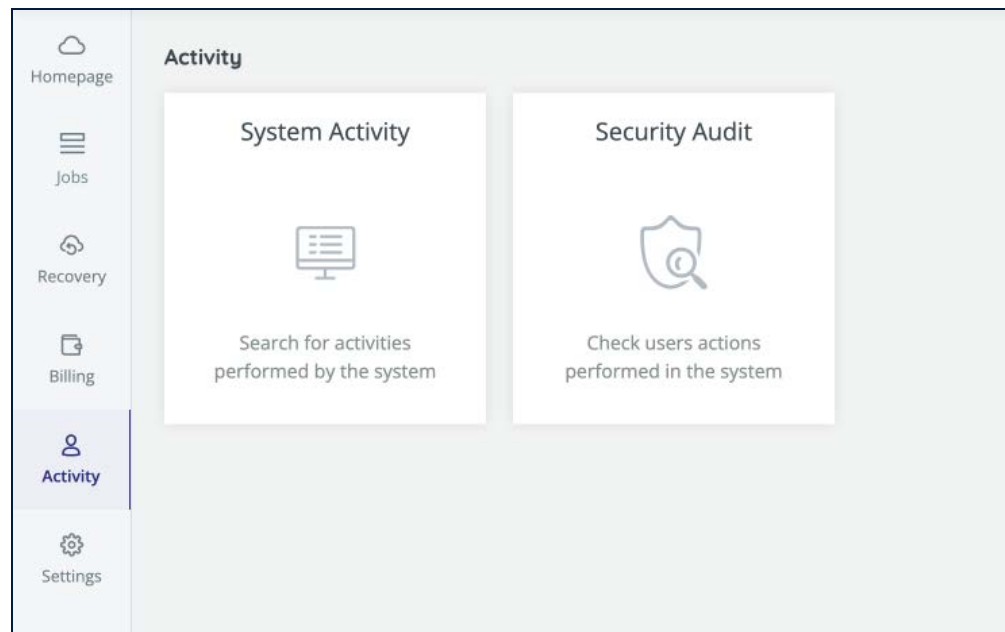 Homepage
Jobs
Recovery
Billing
Activity
Settings
Activity
System Activity
Search for activities
performed by the system
Security Audit
Check users actions
performed in the system